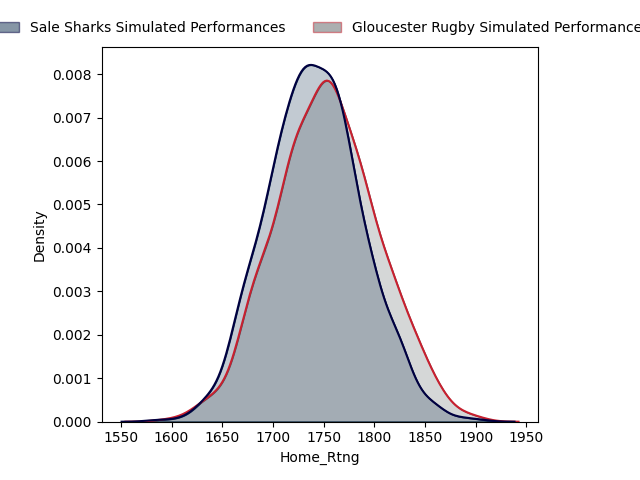 Sale Sharks Simulated Performances
Gloucester Rugby Simulated Performance
0.008
0.007
0.006
0.005
0.004
0.003
0.002
0.001
0.000
Density
1550 1600 1650 1700 1750 1800 1850 1900 1950
Home_Rtng